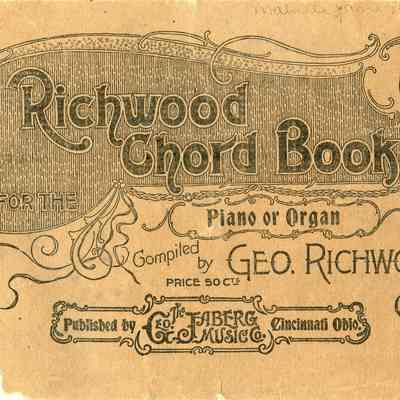 Richwood
Chord Book
FOR THE
Piano or Organ
Compiled by GEO. RICHWO
PRICE 50 CTS
Published by The Geo. Jaberg Music Co. Cincinnati Ohio.